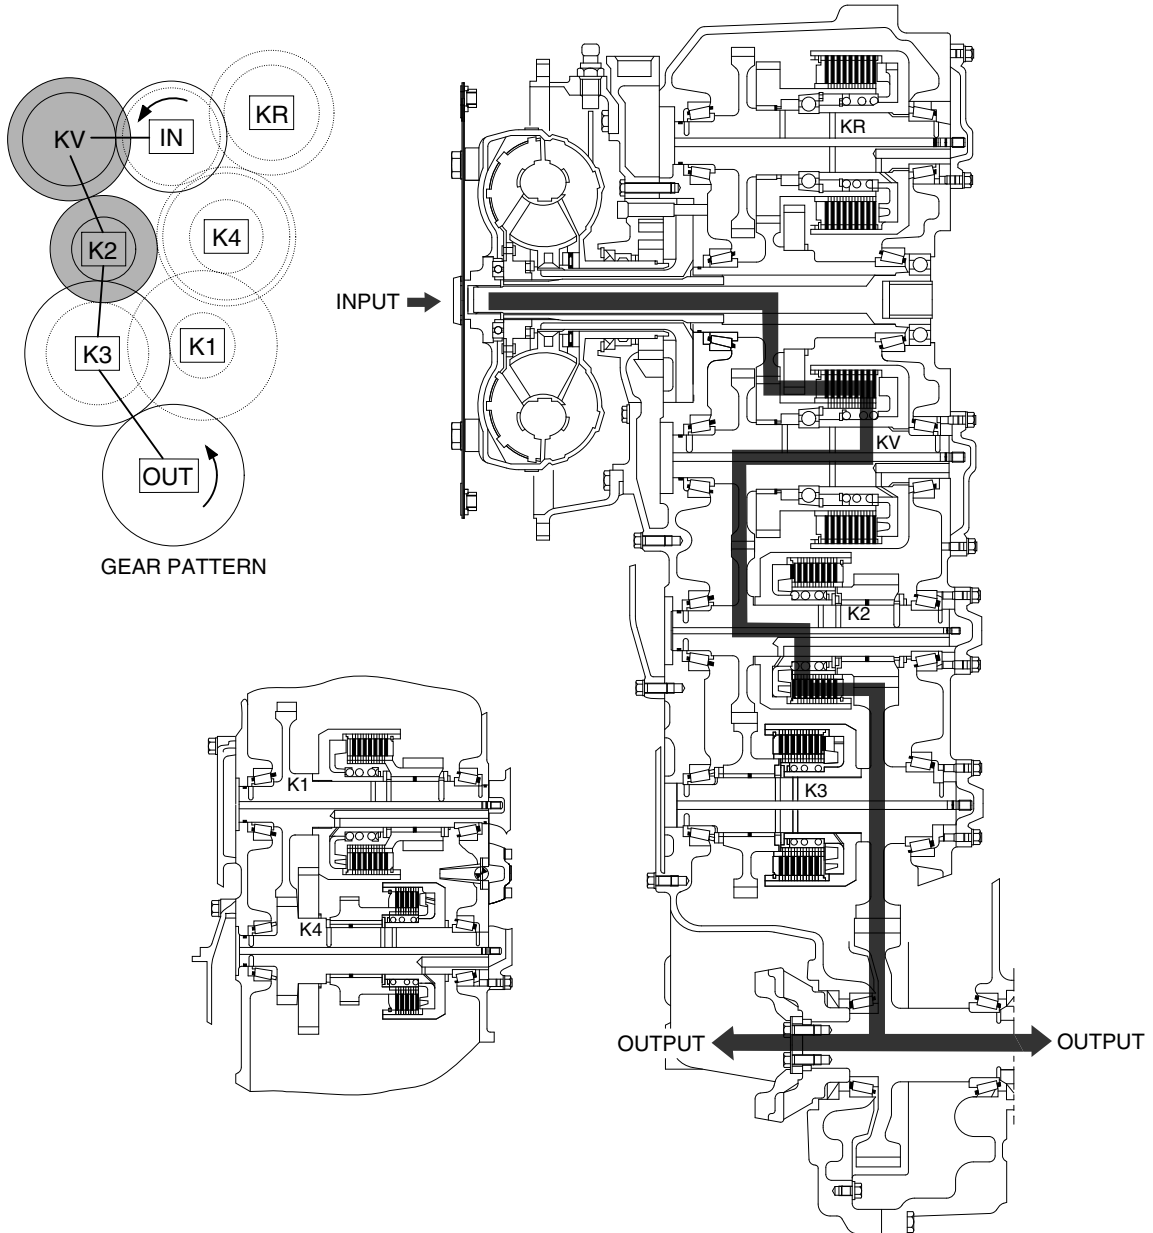 KR
KV
IN
K2
K4
K3
K1
OUT
GEAR PATTERN
KR
INPUT
KV
K2
K3
K1
K4
OUTPUT
OUTPUT